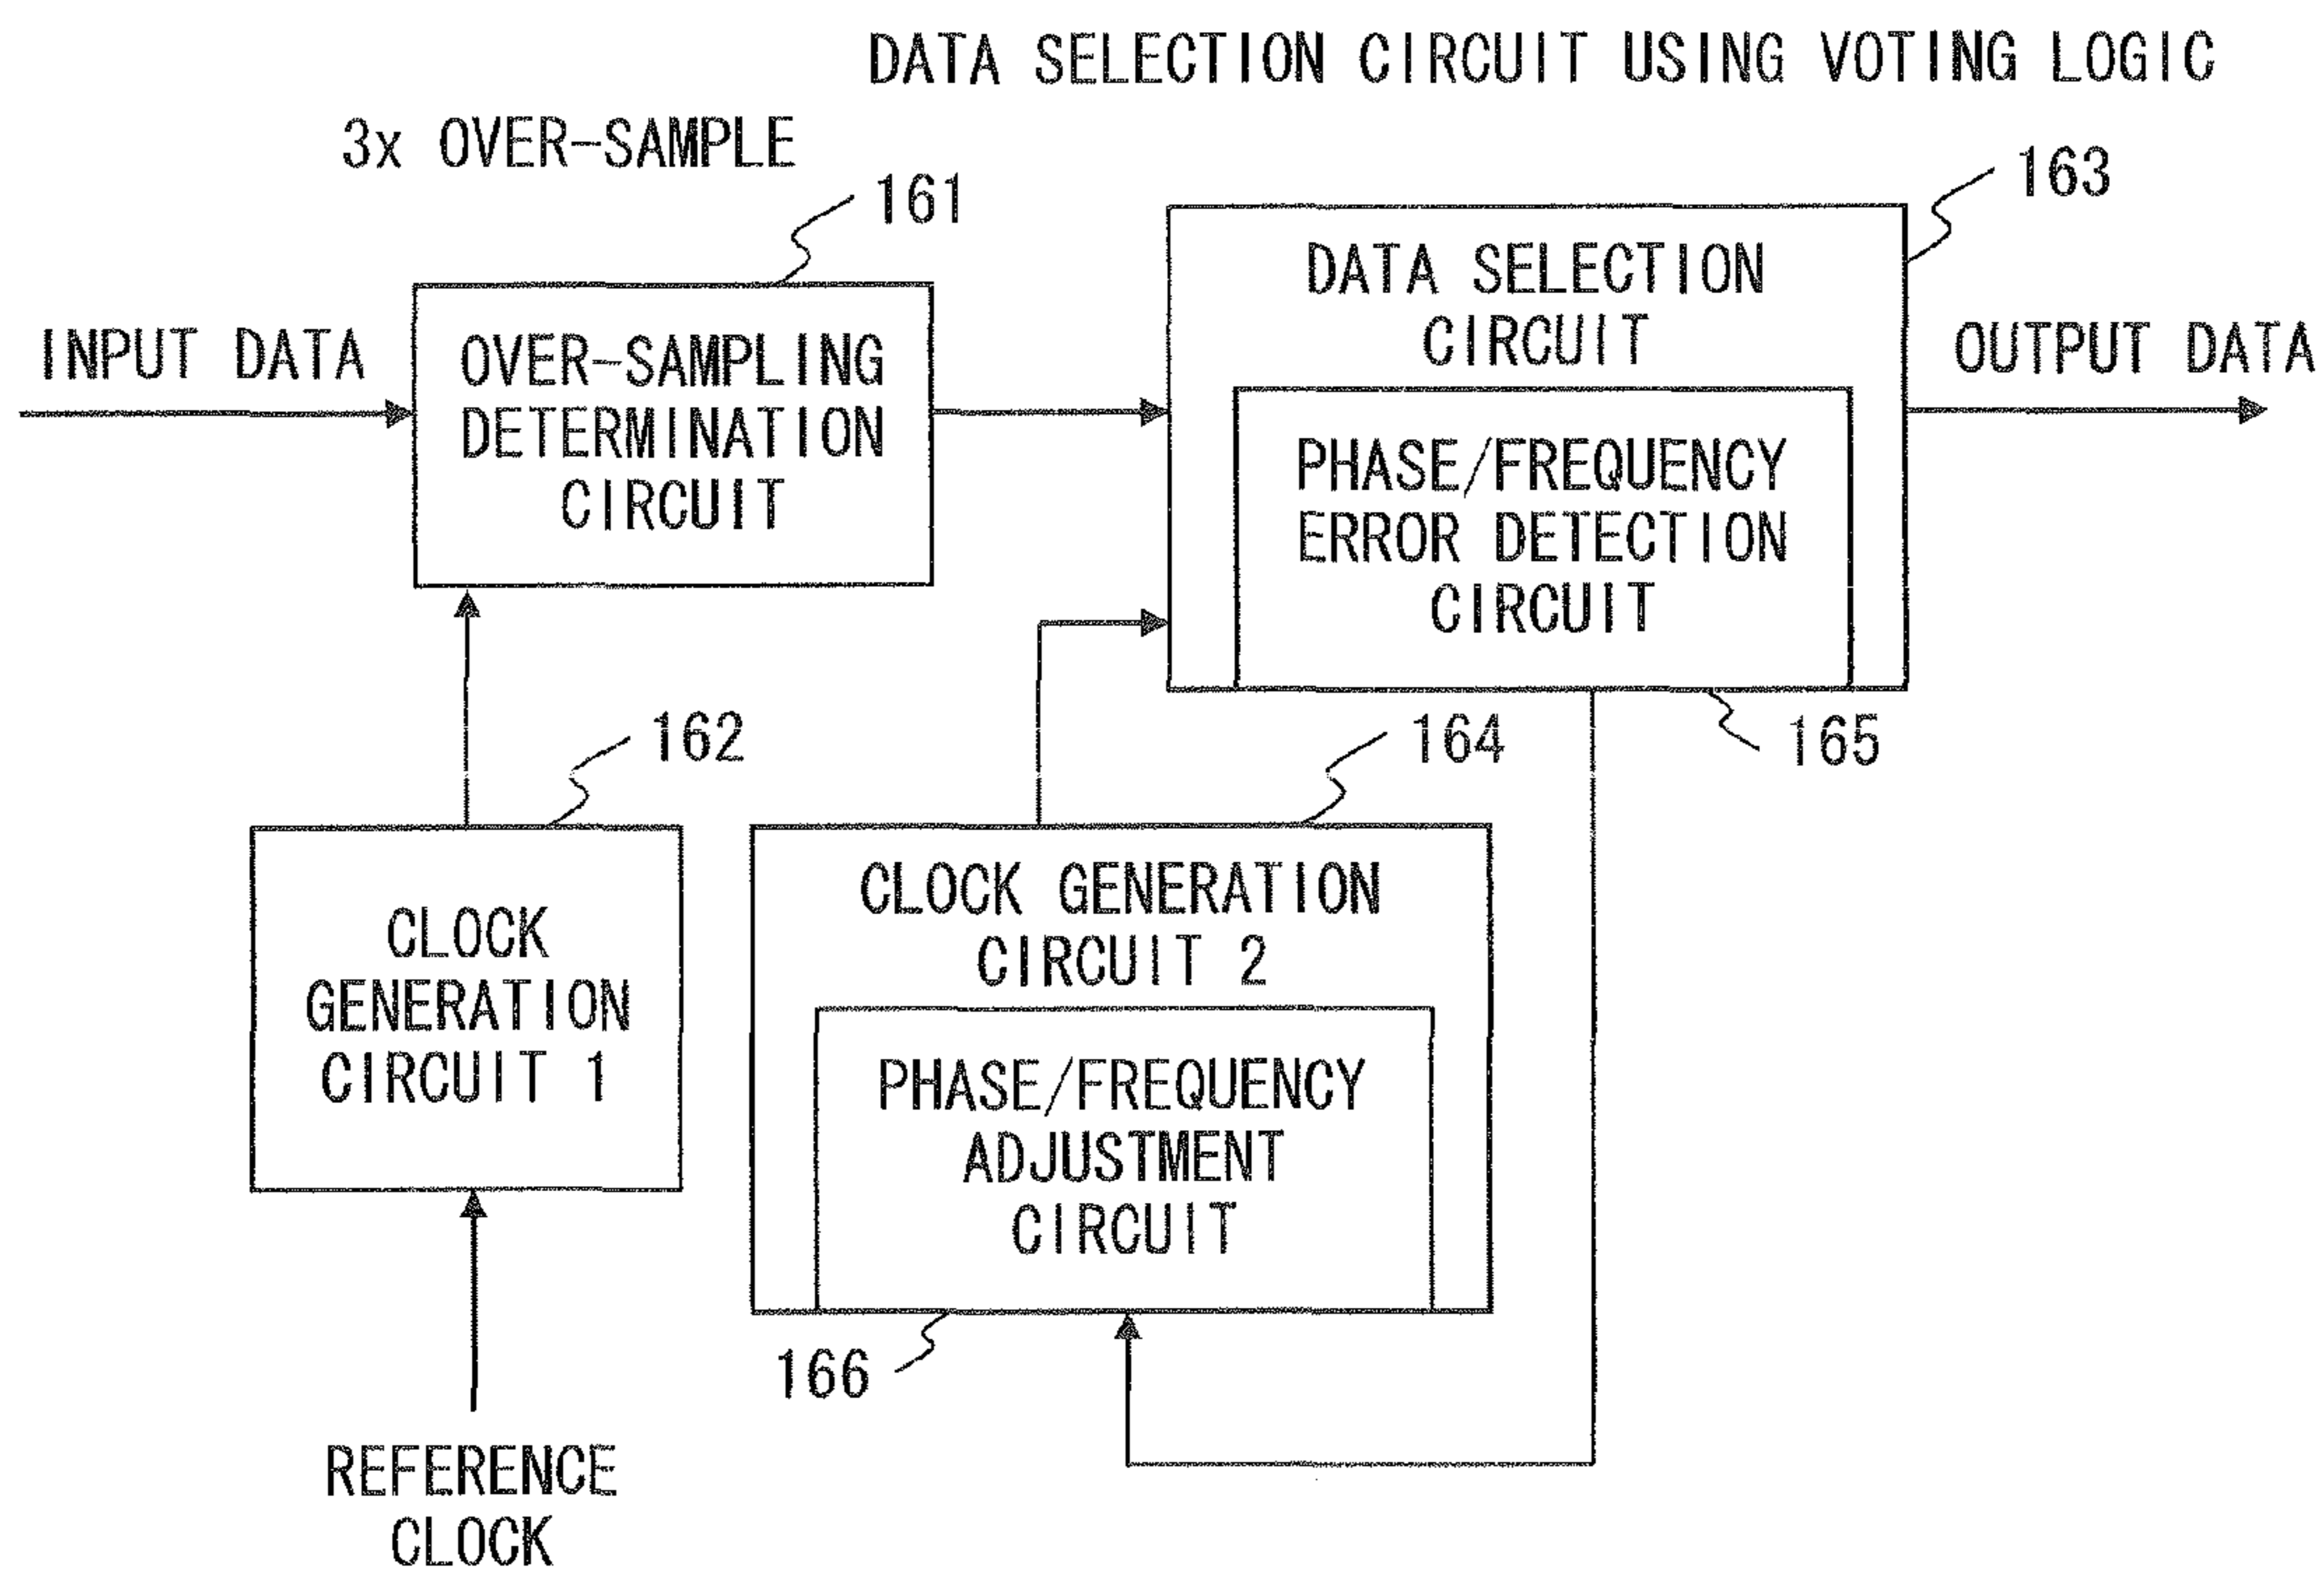 DATA SELECTION CIRCUIT USING VOTING LOGIC
3x OVER-SAMPLE
161
163
INPUT DATA
OVER-SAMPLING
DETERMINATION
CIRCUIT
DATA SELECTION
CIRCUIT
PHASE/FREQUENCY
ERROR DETECTION
CIRCUIT
OUTPUT DATA
162
164
165
CLOCK
GENERATION
CIRCUIT 1
CLOCK GENERATION
CIRCUIT 2
PHASE/FREQUENCY
ADJUSTMENT
CIRCUIT
166
REFERENCE
CLOCK